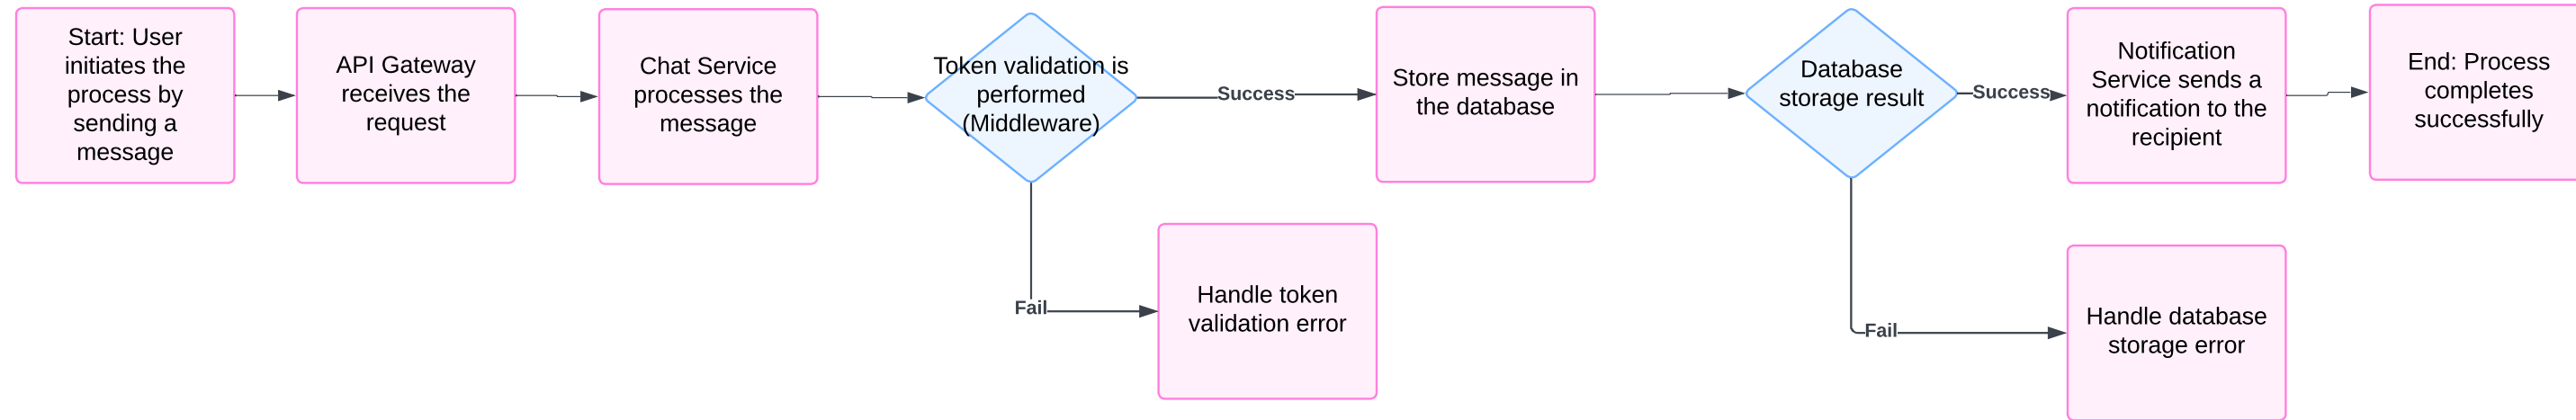 Start: User
initiates the
process by
sending a
message
API Gateway
receives the
request
Chat Service
processes the
message
Token validation is
performed
(Middleware)
Success
Store message in
the database
Database
storage result
Success
Notification
Service sends a
notification to the
recipient
End: Process
completes
successfully
Fail
Handle token
validation error
Fail
Handle database
storage error